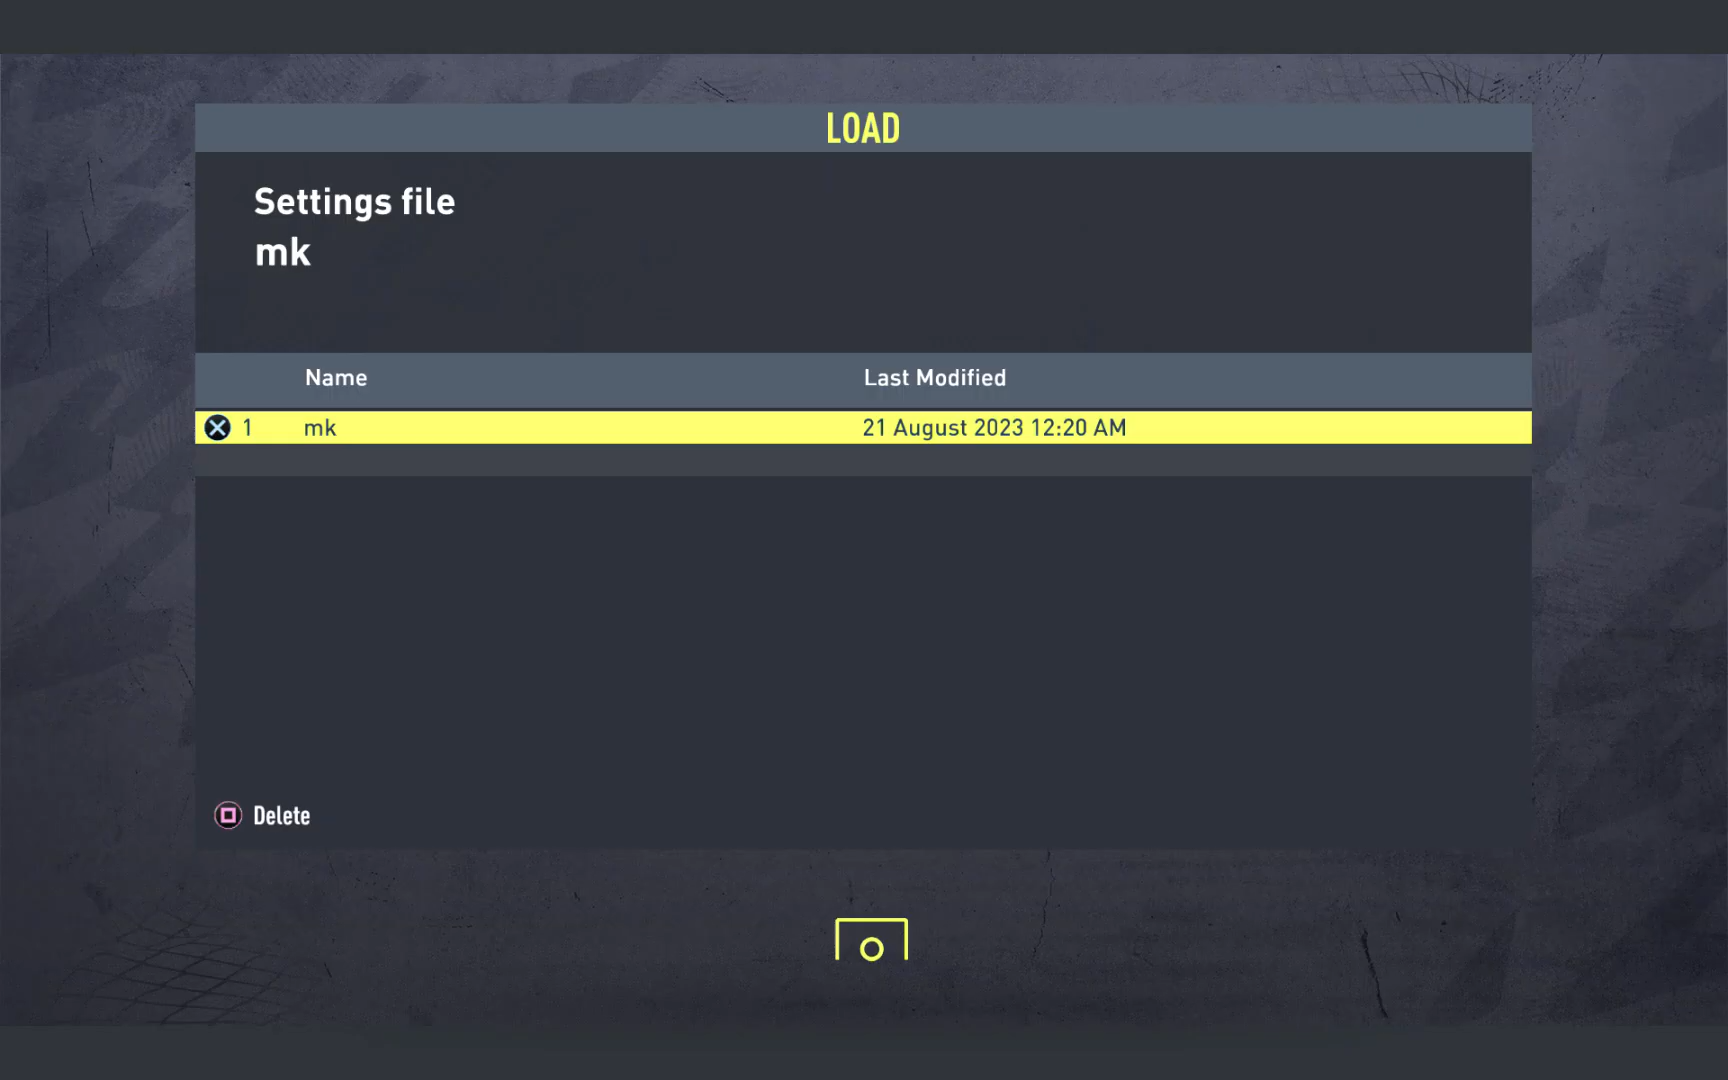 LOAD
Settings file
mk
Name Last Modified
1 mk 21 August 2023 12:20 AM
Delete